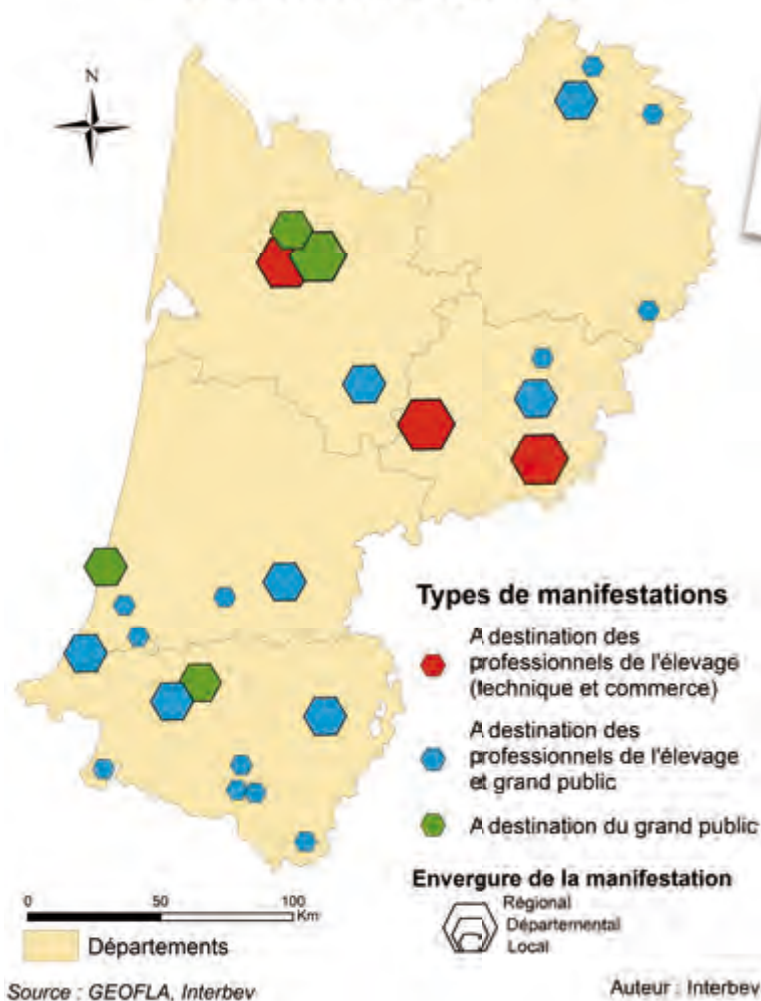 N
Types de manifestations
A destination des
professionnels de l'élevage
(technique et commerce)
A destination des
professionnels de l'élevage
et grand public
A destination du grand public
Envergure de la manifestation
Régional
Départemental
Local
0 50 100
Km
Départements
Source : GEOFLA, Interbev
Auteur : Interbev